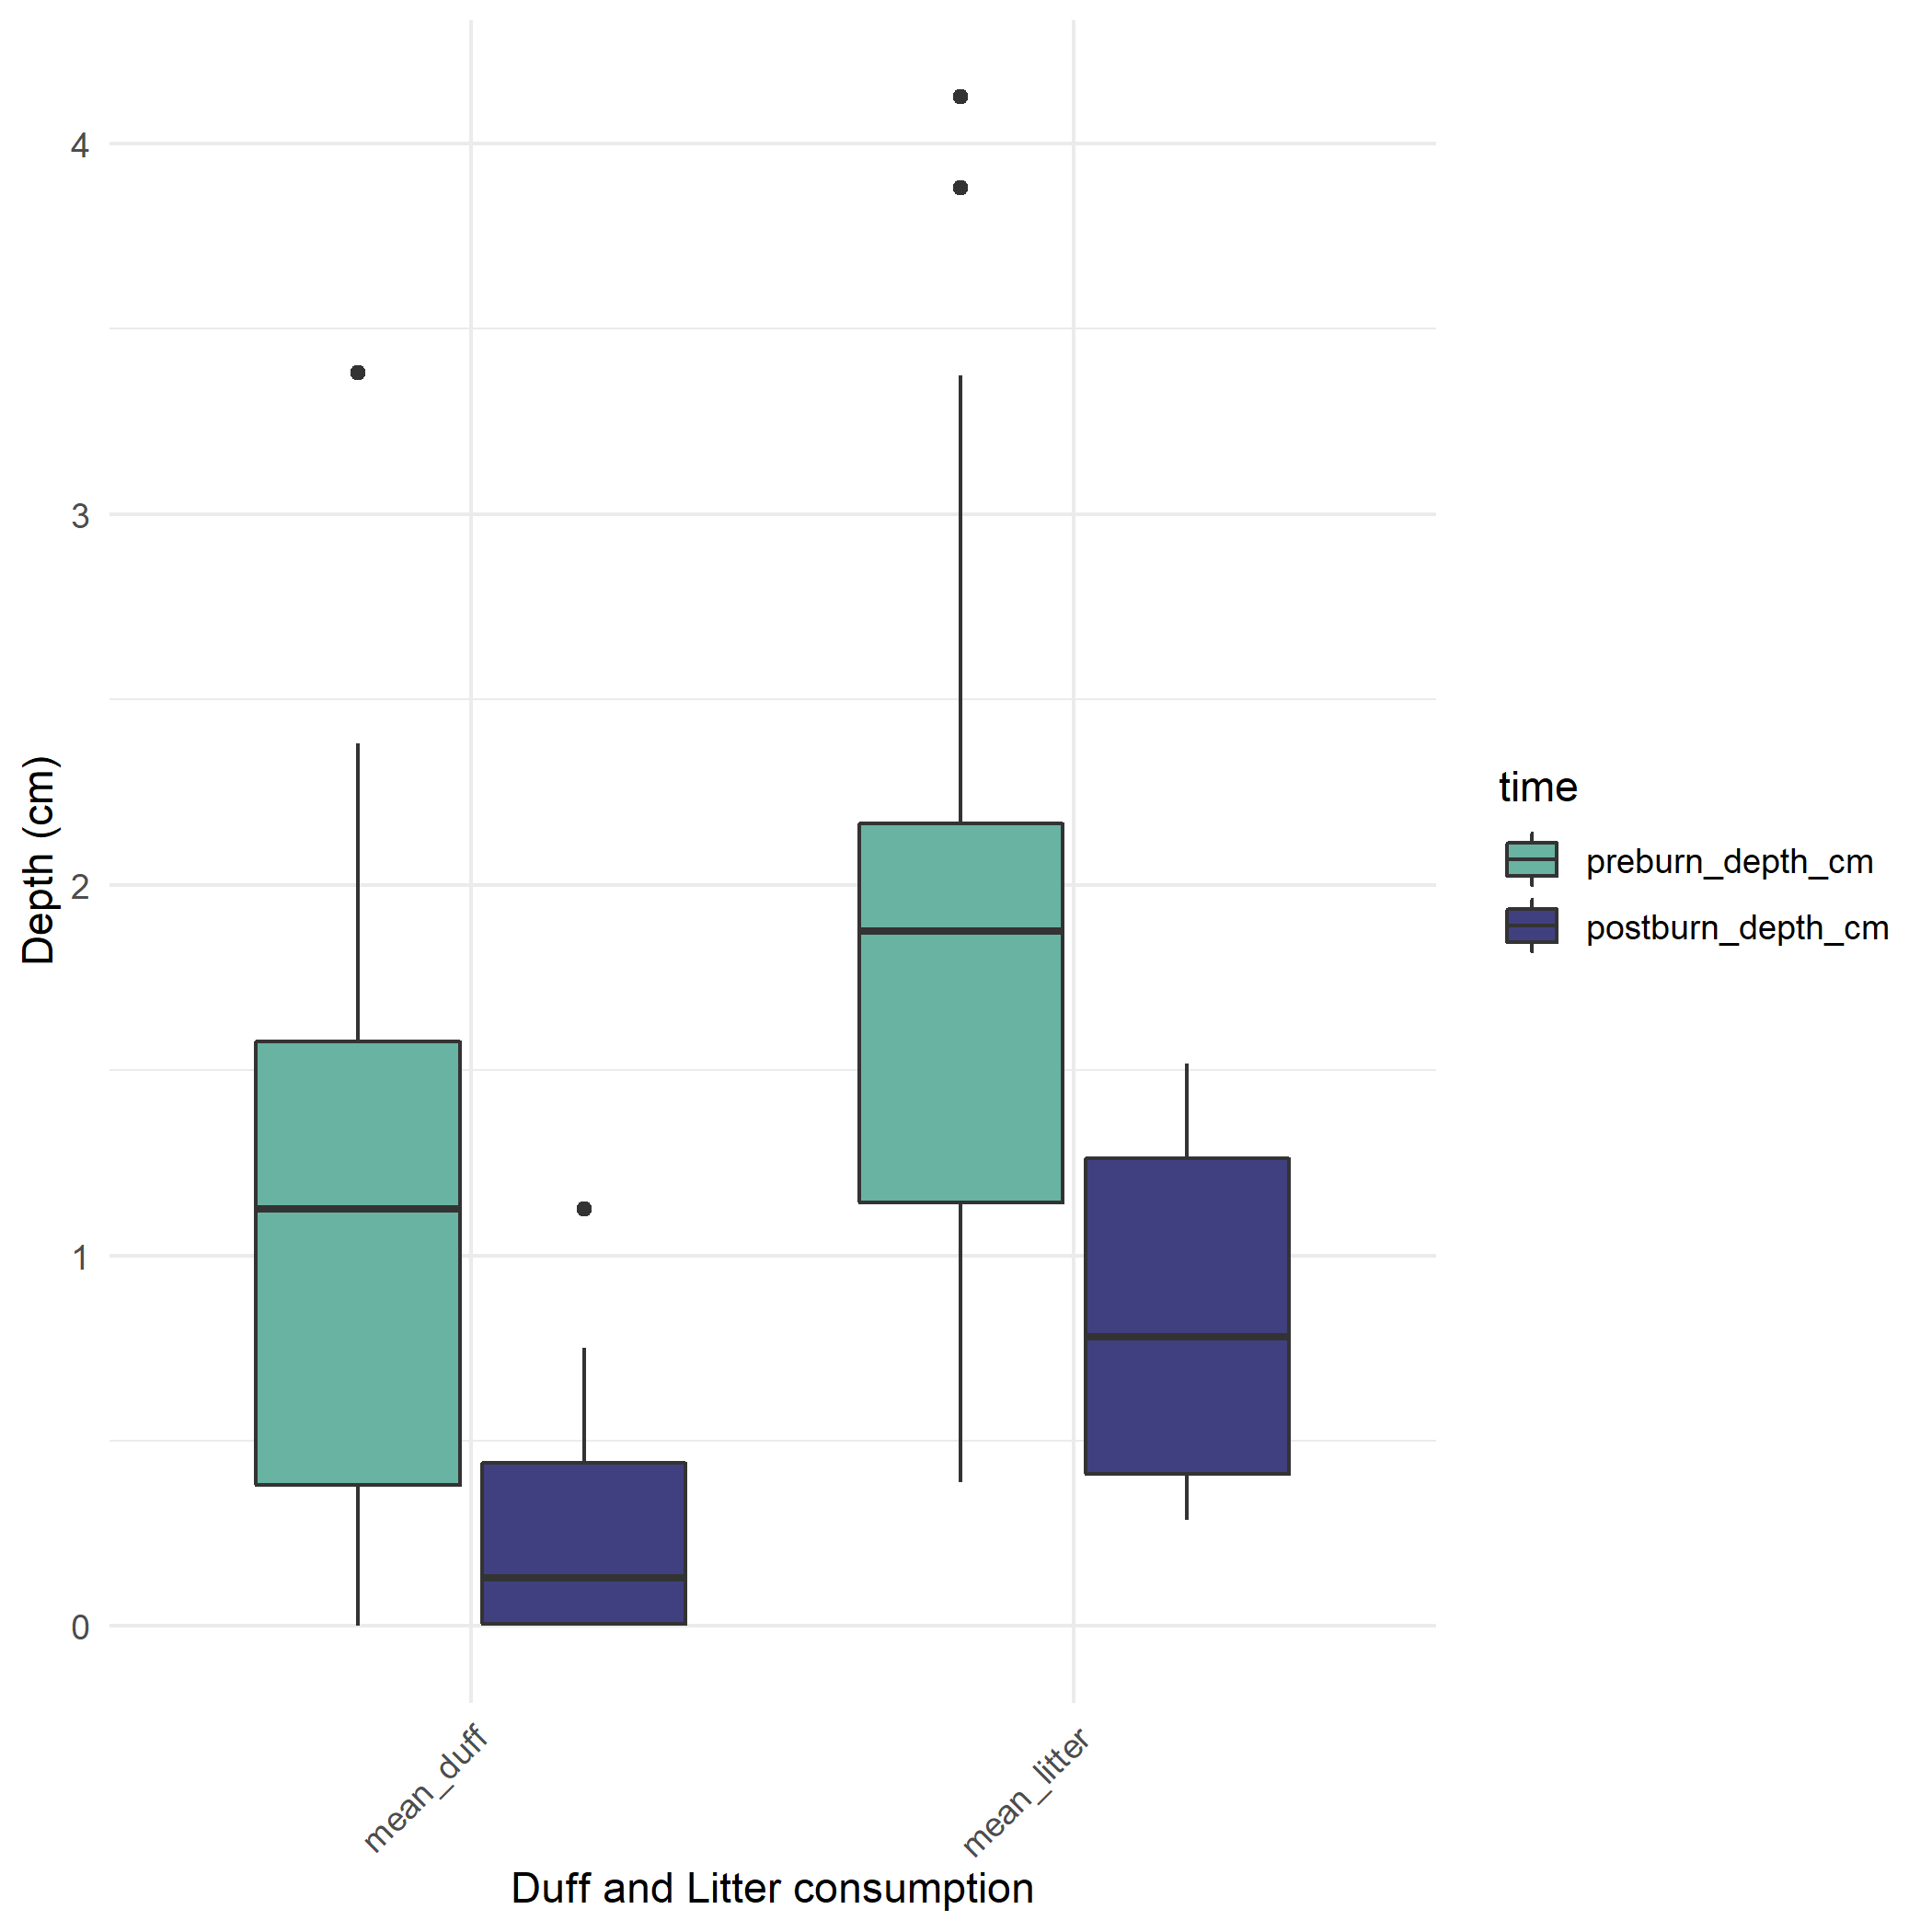 4
3
2
1
0
Depth (cm)
mean_duff
mean_litter
Duff and Litter consumption
time
preburn_depth_cm
postburn_depth_cm